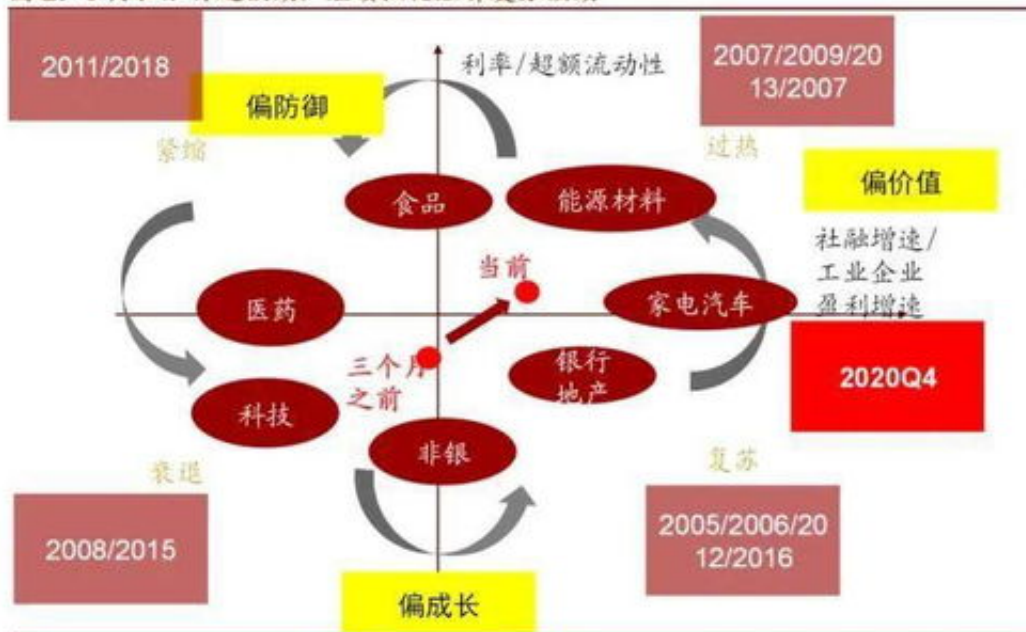 2011/2018
利率/超额流动性
2007/2009/20
13/2007
偏防御
紧缩
过热
偏价值
食品
能源材料
社融增速/
工业企业
盈利增速
当前
医药
家电汽车
三个月
之前
银行
地产
2020Q4
科技
非银
衰退
复苏
2008/2015
2005/2006/20
12/2016
偏成长